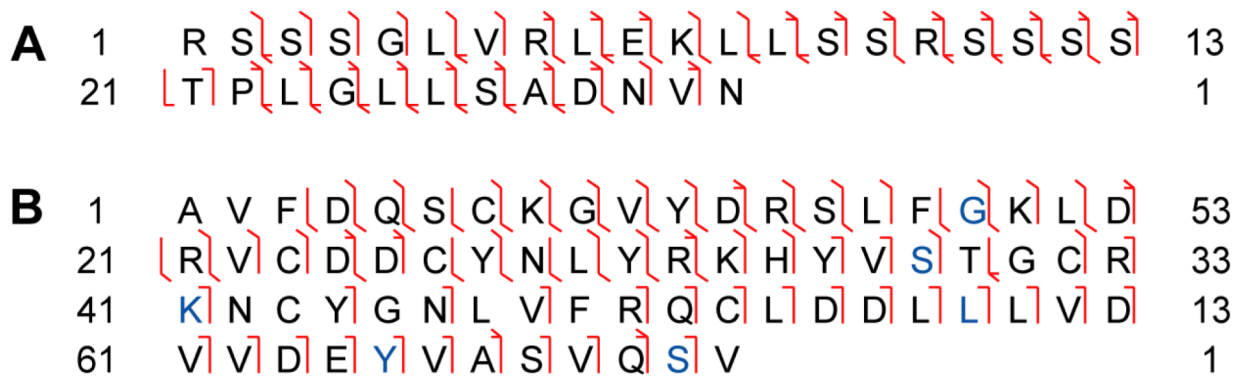 A 1 R S S S G L V R L E K L L S S R S S S S 13
21 T P L G L L S A D N V N 1
B 1 A V F D Q S C K G V Y D R S L F G K L D 53
21 R V C D D C Y N L Y R K H Y V S T G C R 33
41 K N C Y G N L V F R Q C L D D L L L V D 13
61 V V D E Y V A S V Q S V 1